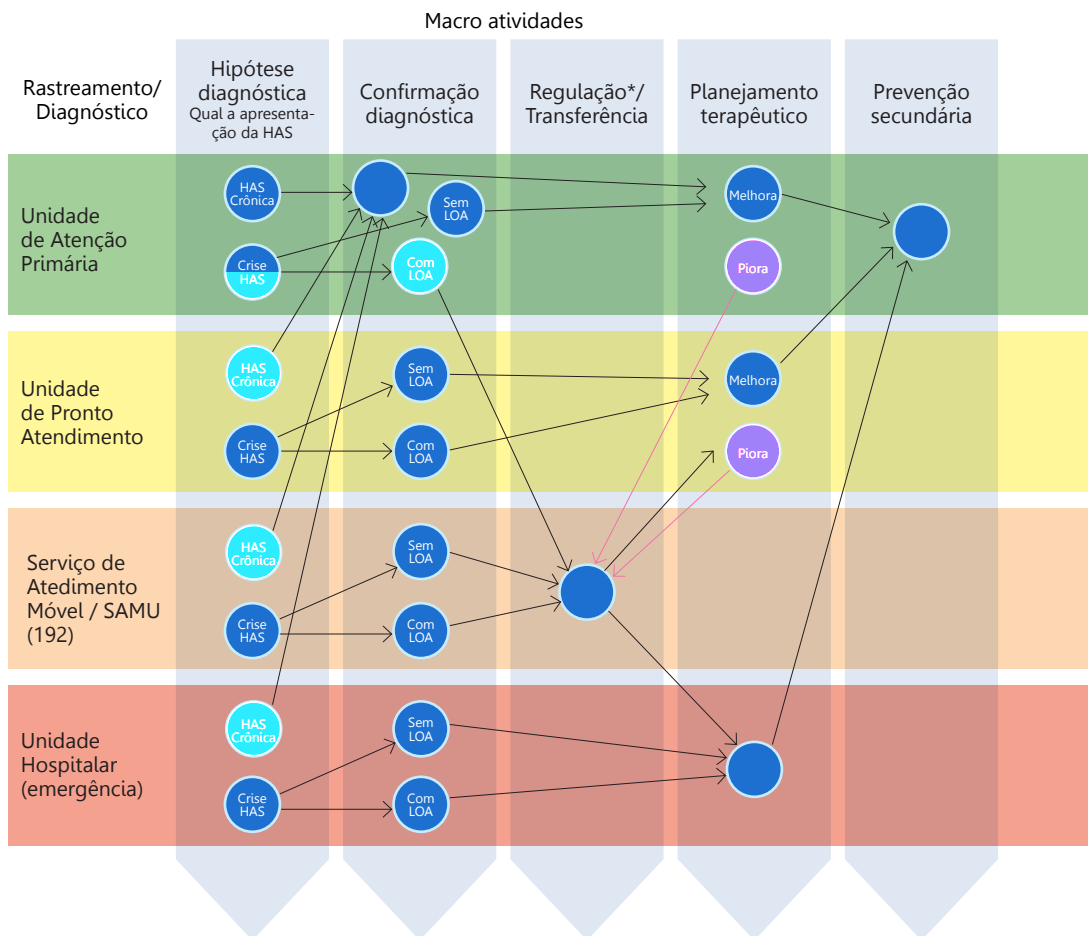 Macro atividades
Rastreamento/
Diagnóstico
Hipótese
diagnóstica
Qual a apresenta-
ção da HAS
Confirmação
diagnóstica
Regulação*/
Transferência
Planejamento
terapêutico
Prevenção
secundária
Unidade
de Atenção
Primária
HAS
Crônica
Crise
HAS
Sem
LOA
Com
LOA
Melhora
Piora
Unidade
de Pronto
Atendimento
HAS
Crônica
Crise
HAS
Sem
LOA
Com
LOA
Melhora
Piora
Serviço de
Atedimento
Móvel / SAMU
(192)
HAS
Crônica
Crise
HAS
Sem
LOA
Com
LOA
Unidade
Hospitalar
(emergência)
HAS
Crônica
Crise
HAS
Sem
LOA
Com
LOA